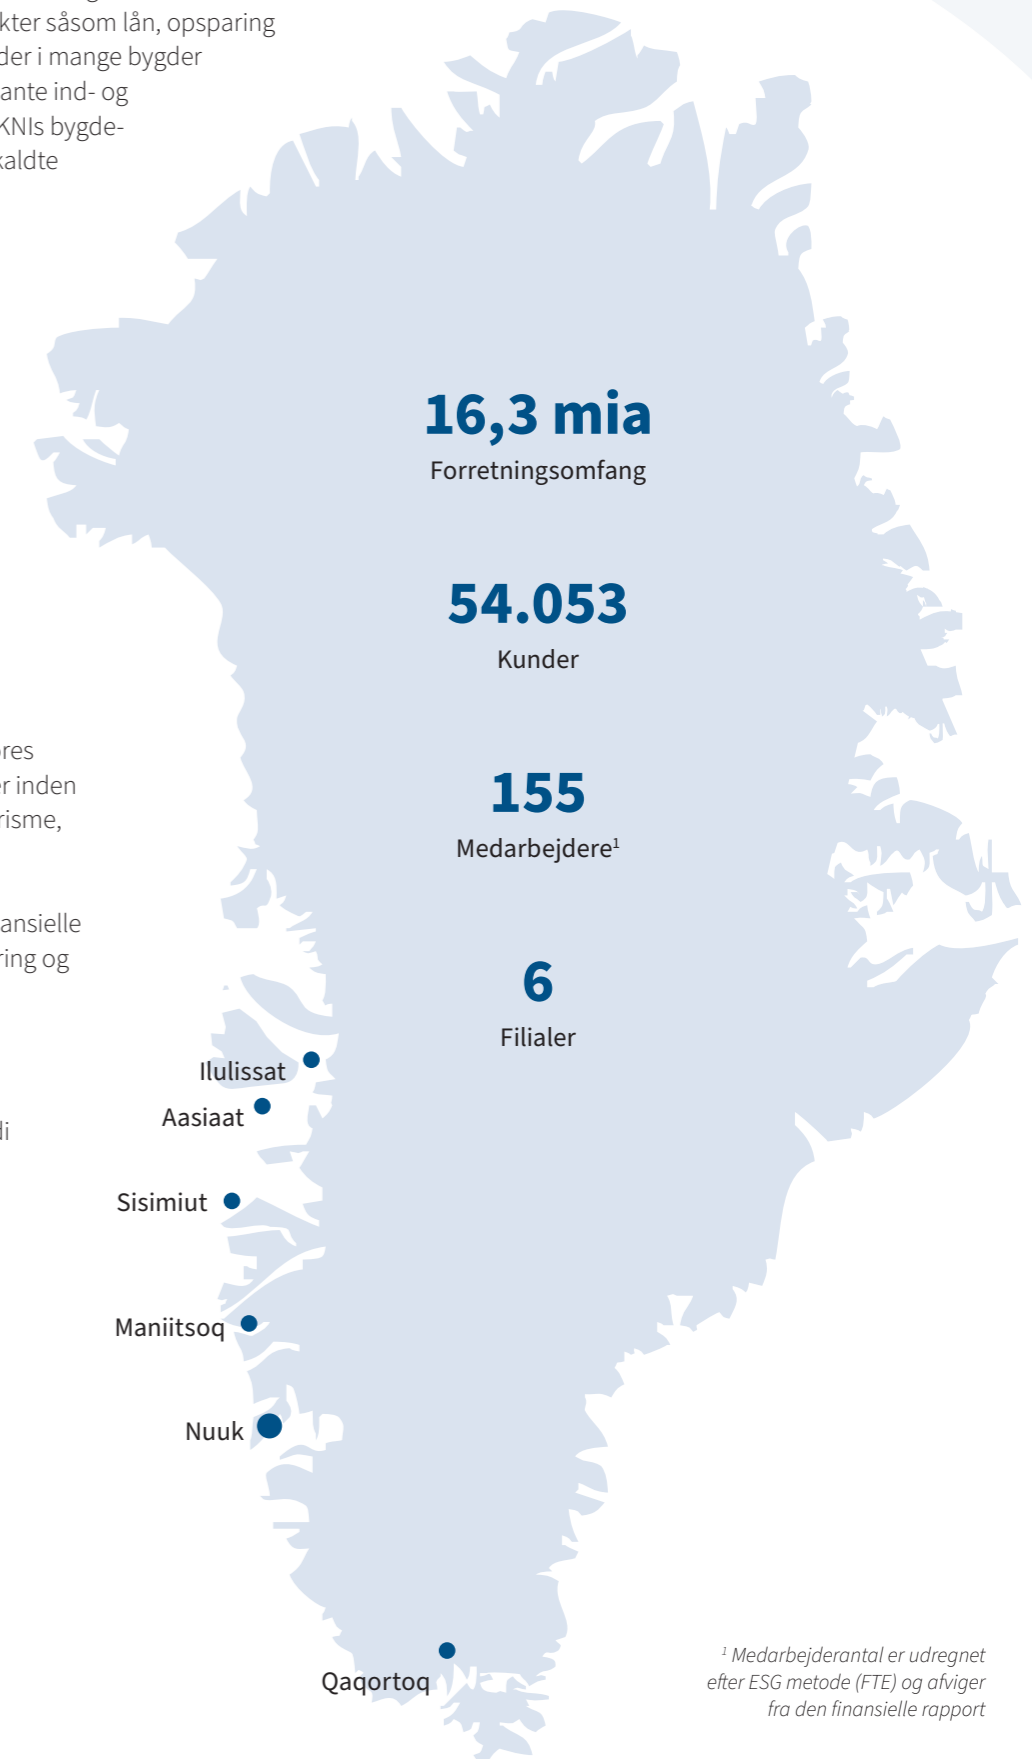 kter såsom lån, opsparing
der i mange bygder
ante ind- og
KNIs bygde-
kaldte
16,3 mia
Forretningsomfang
54.053
Kunder
res
er inden
risme,
155
Medarbejdere¹
ansielle
ring og
6
Filialer
Ilulissat
Aasiaat
di
Sisimiut
Maniitsoq
Nuuk
Qaqortoq
¹ Medarbejderantal er udregnet
efter ESG metode (FTE) og afviger
fra den finansielle rapport